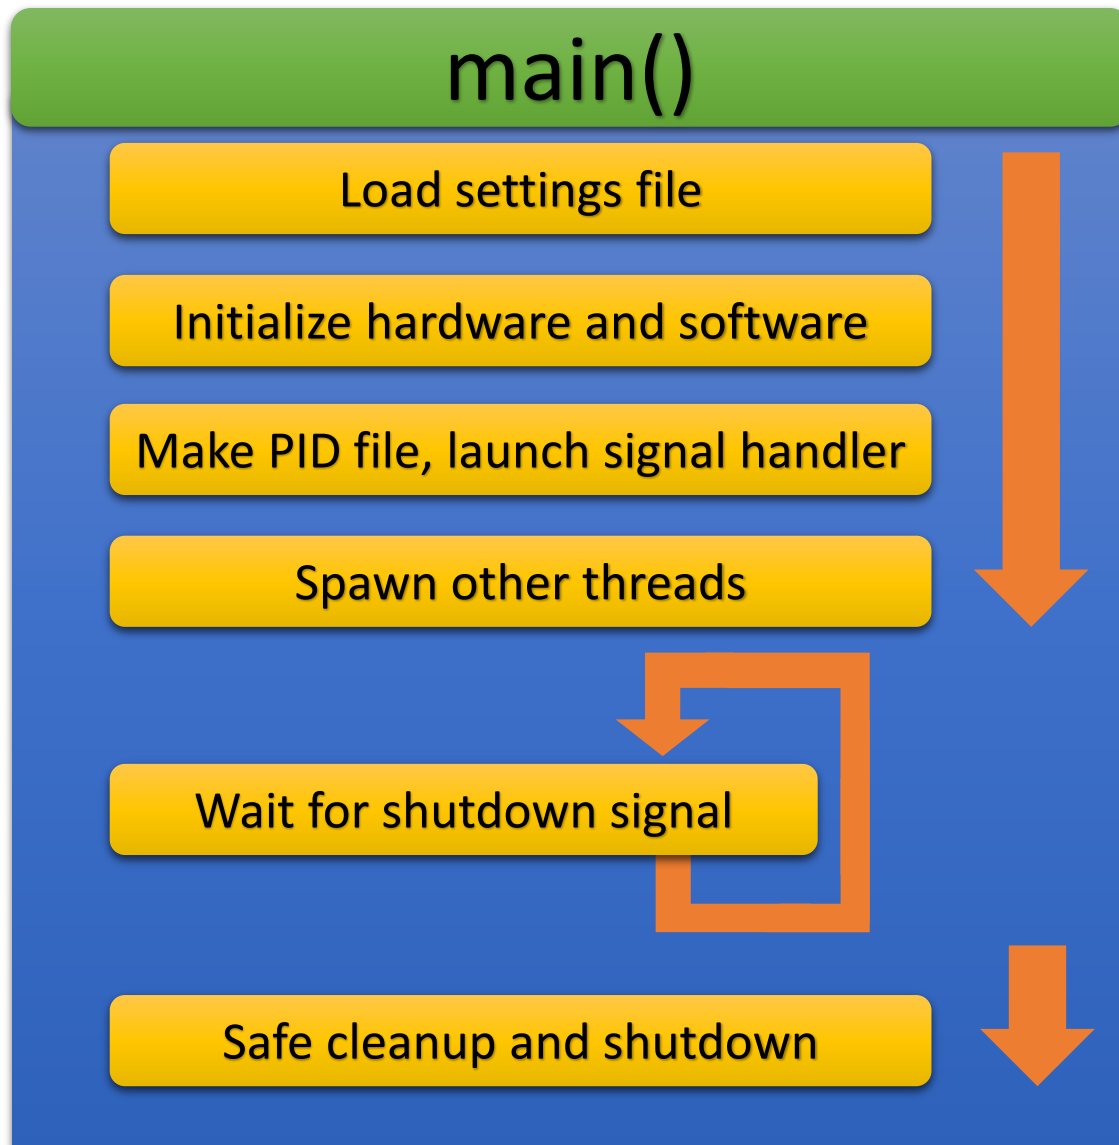 main()
Load settings file
Initialize hardware and software
Make PID file, launch signal handler
Spawn other threads
Wait for shutdown signal
Safe cleanup and shutdown